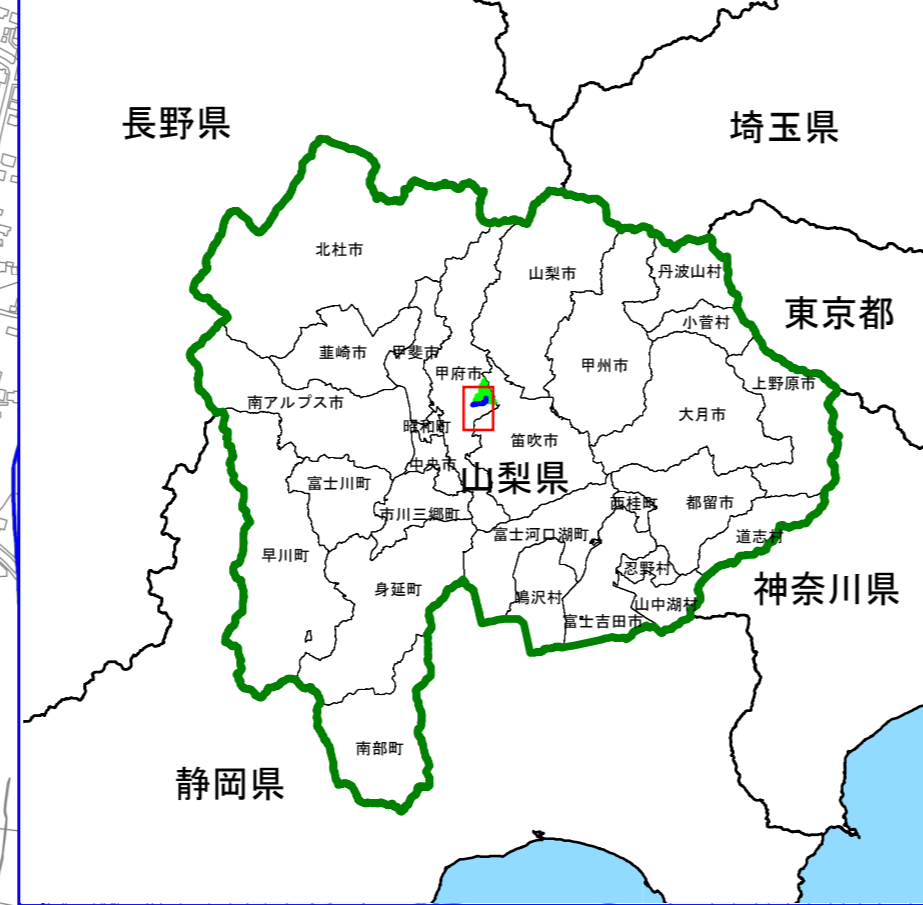 長野県
埼玉県
北杜市
山梨市
丹波山村
東京都
小菅村
韮崎市
甲斐市
甲府市
甲州市
上野原市
南アルプス市
大月市
昭和町
笛吹市
中央市
山梨県
富士川町
西桂町
都留市
市川三郷町
富士河口湖町
道志村
早川町
忍野村
身延町
神奈川県
鳴沢村
山中湖村
富士吉田市
南部町
静岡県